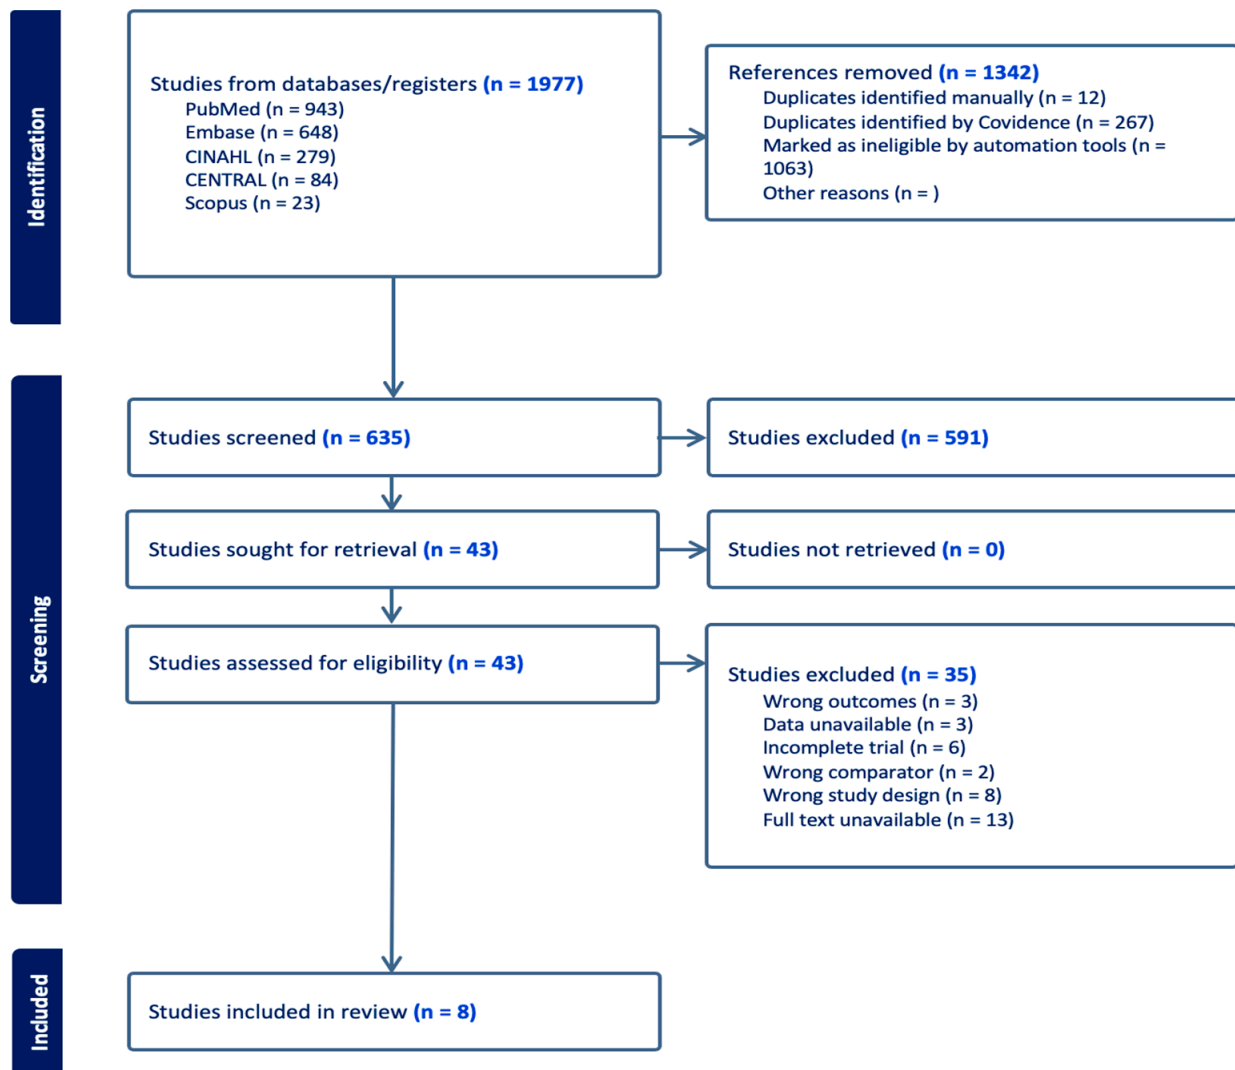 Identification
Studies from databases/registers (n = 1977)
PubMed (n = 943)
Embase (n = 648)
CINAHL (n = 279)
CENTRAL (n = 84)
Scopus (n = 23)
References removed (n = 1342)
Duplicates identified manually (n = 12)
Duplicates identified by Covidence (n = 267)
Marked as ineligible by automation tools (n =
1063)
Other reasons (n = )
Screening
Studies screened (n = 635)
Studies excluded (n = 591)
Studies sought for retrieval (n = 43)
Studies not retrieved (n = 0)
Studies assessed for eligibility (n = 43)
Studies excluded (n = 35)
Wrong outcomes (n = 3)
Data unavailable (n = 3)
Incomplete trial (n = 6)
Wrong comparator (n = 2)
Wrong study design (n = 8)
Full text unavailable (n = 13)
Included
Studies included in review (n = 8)